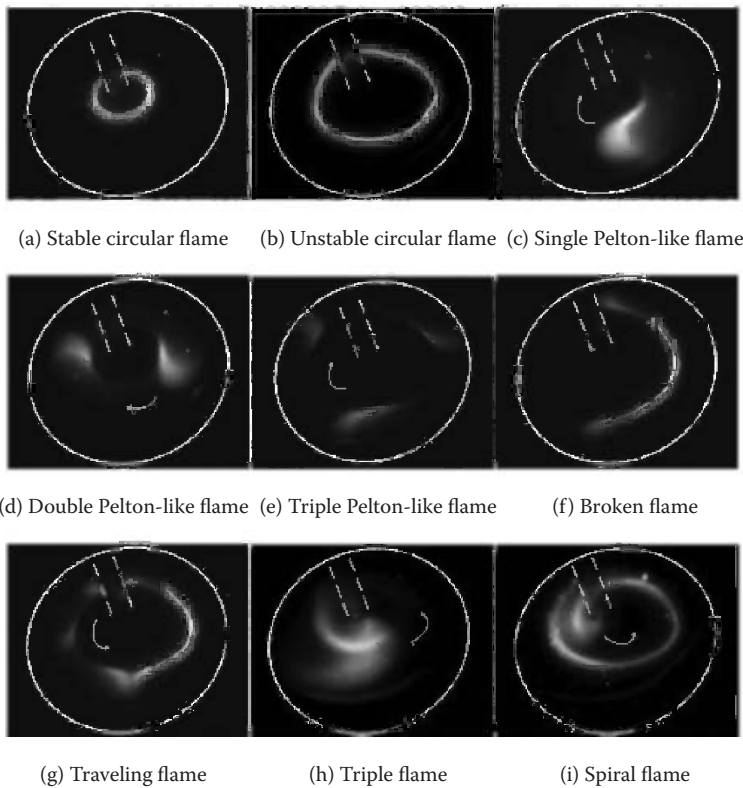 (a) Stable circular flame (b) Unstable circular flame (c) Single Pelton-like flame
(d) Double Pelton-like flame (e) Triple Pelton-like flame (f) Broken flame
(g) Traveling flame (h) Triple flame (i) Spiral flame